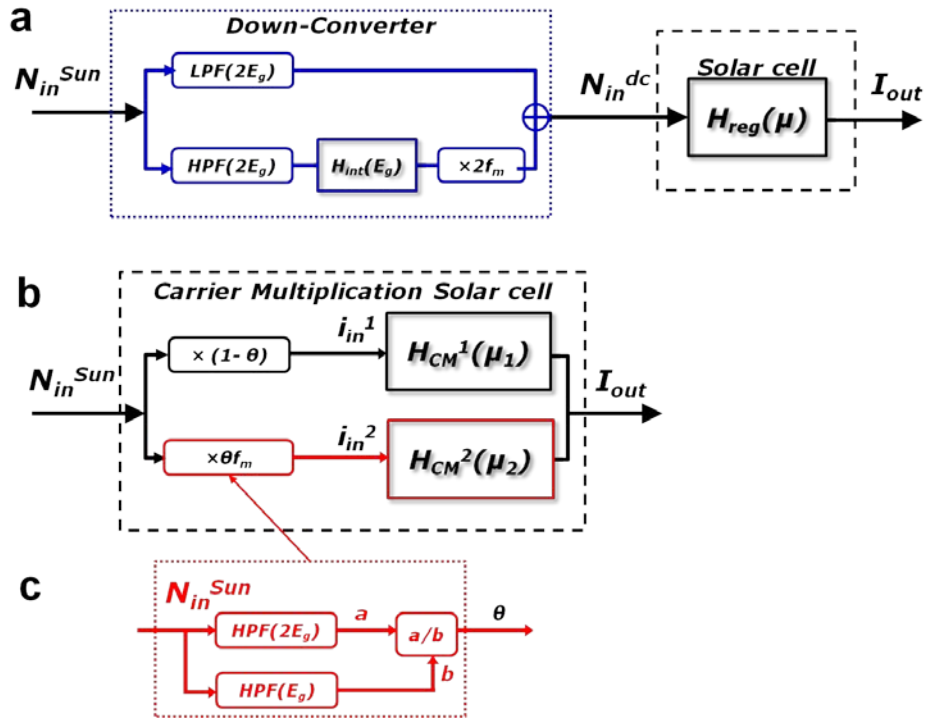 a
Down-Converter
N_in^Sun
LPF(2E_g)
HPF(2E_g)
H_int(E_g)
×2f_m
N_in^dc
Solar cell
H_reg(μ)
I_out
b
Carrier Multiplication Solar cell
N_in^Sun
× (1- θ)
i_in^1
H_CM^1(μ_1)
×θf_m
i_in^2
H_CM^2(μ_2)
I_out
c
N_in^Sun
HPF(2E_g)
a
a/b
θ
HPF(E_g)
b